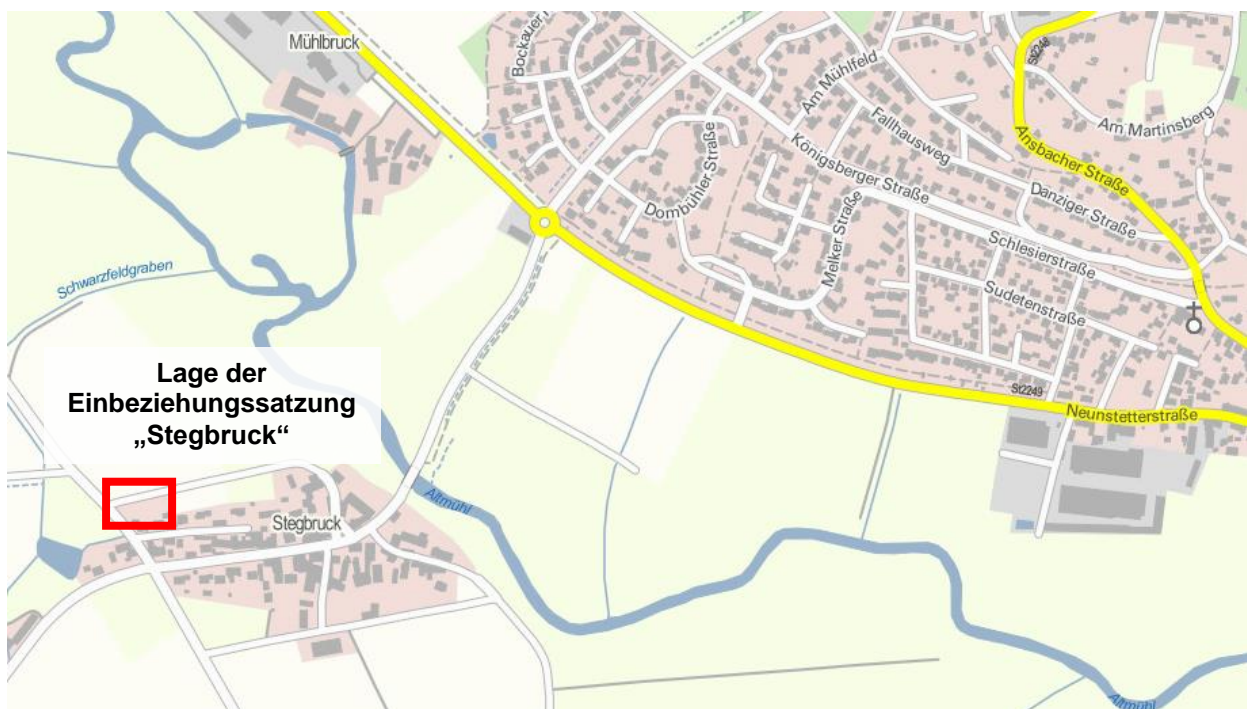 Mühlbruck
Bockauer
St2248
Am Mühlfeld
Fallhausweg
Am Martinsberg
Ansbacher Straße
Königsberger Straße
Dombühler Straße
Danziger Straße
Melker Straße
Schlesierstraße
Sudetenstraße
Schwarzfeldgraben
Lage der
Einbeziehungssatzung
„Stegbruck“
St2249
Neunstetterstraße
Altmühl
Stegbruck
Altmühl